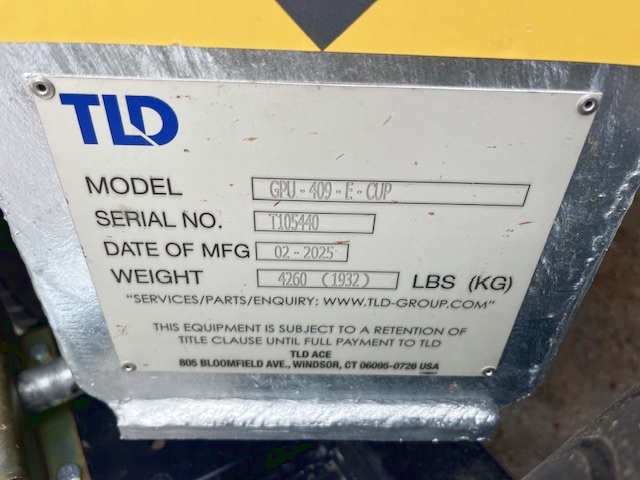 TLD
MODEL GPU-409-E-CUP
SERIAL NO. T105440
DATE OF MFG 02-2025
WEIGHT 4260 (1932) LBS (KG)
"SERVICES/PARTS/ENQUIRY: WWW.TLD-GROUP.COM"
THIS EQUIPMENT IS SUBJECT TO A RETENTION OF
TITLE CLAUSE UNTIL FULL PAYMENT TO TLD
TLD ACE
805 BLOOMFIELD AVE., WINDSOR, CT 06095-0726 USA